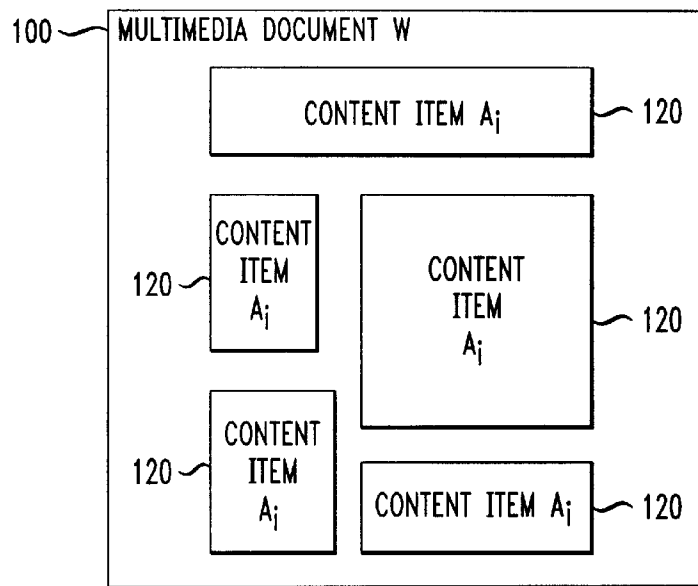 100 MULTIMEDIA DOCUMENT W
CONTENT ITEM Ai 120
CONTENT
ITEM
Ai
120
CONTENT
ITEM
Ai
120
CONTENT
ITEM
Ai
120
CONTENT ITEM Ai 120